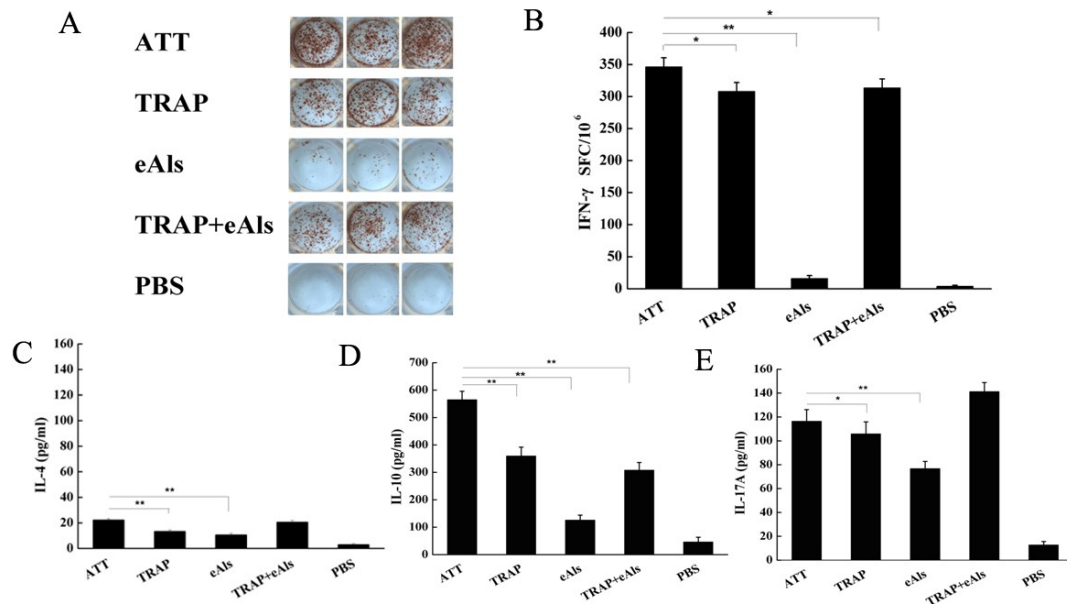 A
ATT
TRAP
eAls
TRAP+eAls
PBS
B
IFN-γ SFC/10⁶
400
350
300
250
200
150
100
50
0
*
**
*
ATT
TRAP
eAls
TRAP+eAls
PBS
C
IL-4 (pg/ml)
160
140
120
100
80
60
40
20
0
**
**
ATT
TRAP
eAls
TRAP+eAls
PBS
D
IL-10 (pg/ml)
700
600
500
400
300
200
100
0
**
**
**
ATT
TRAP
eAls
TRAP+eAls
PBS
E
IL-17A (pg/ml)
160
140
120
100
80
60
40
20
0
**
*
ATT
TRAP
eAls
TRAP+eAls
PBS